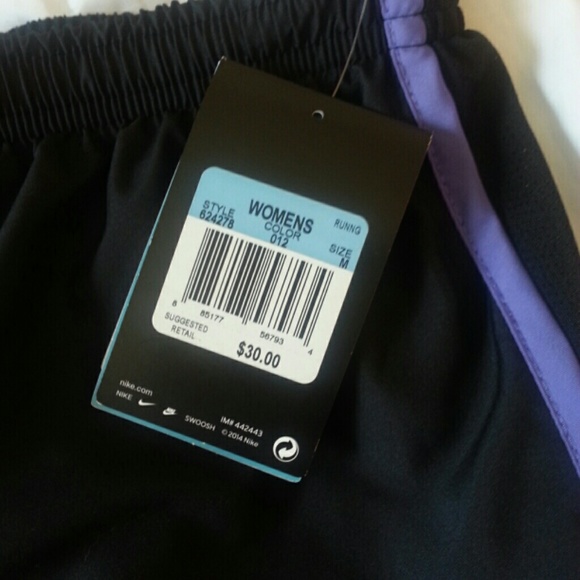 WOMENS
RUNNG
STYLE
624278
COLOR
012
SIZE
M
8 85177 56793 4
SUGGESTED
RETAIL
$30.00
nike.com
NIKE SWOOSH IM# 442443
©2014 Nike